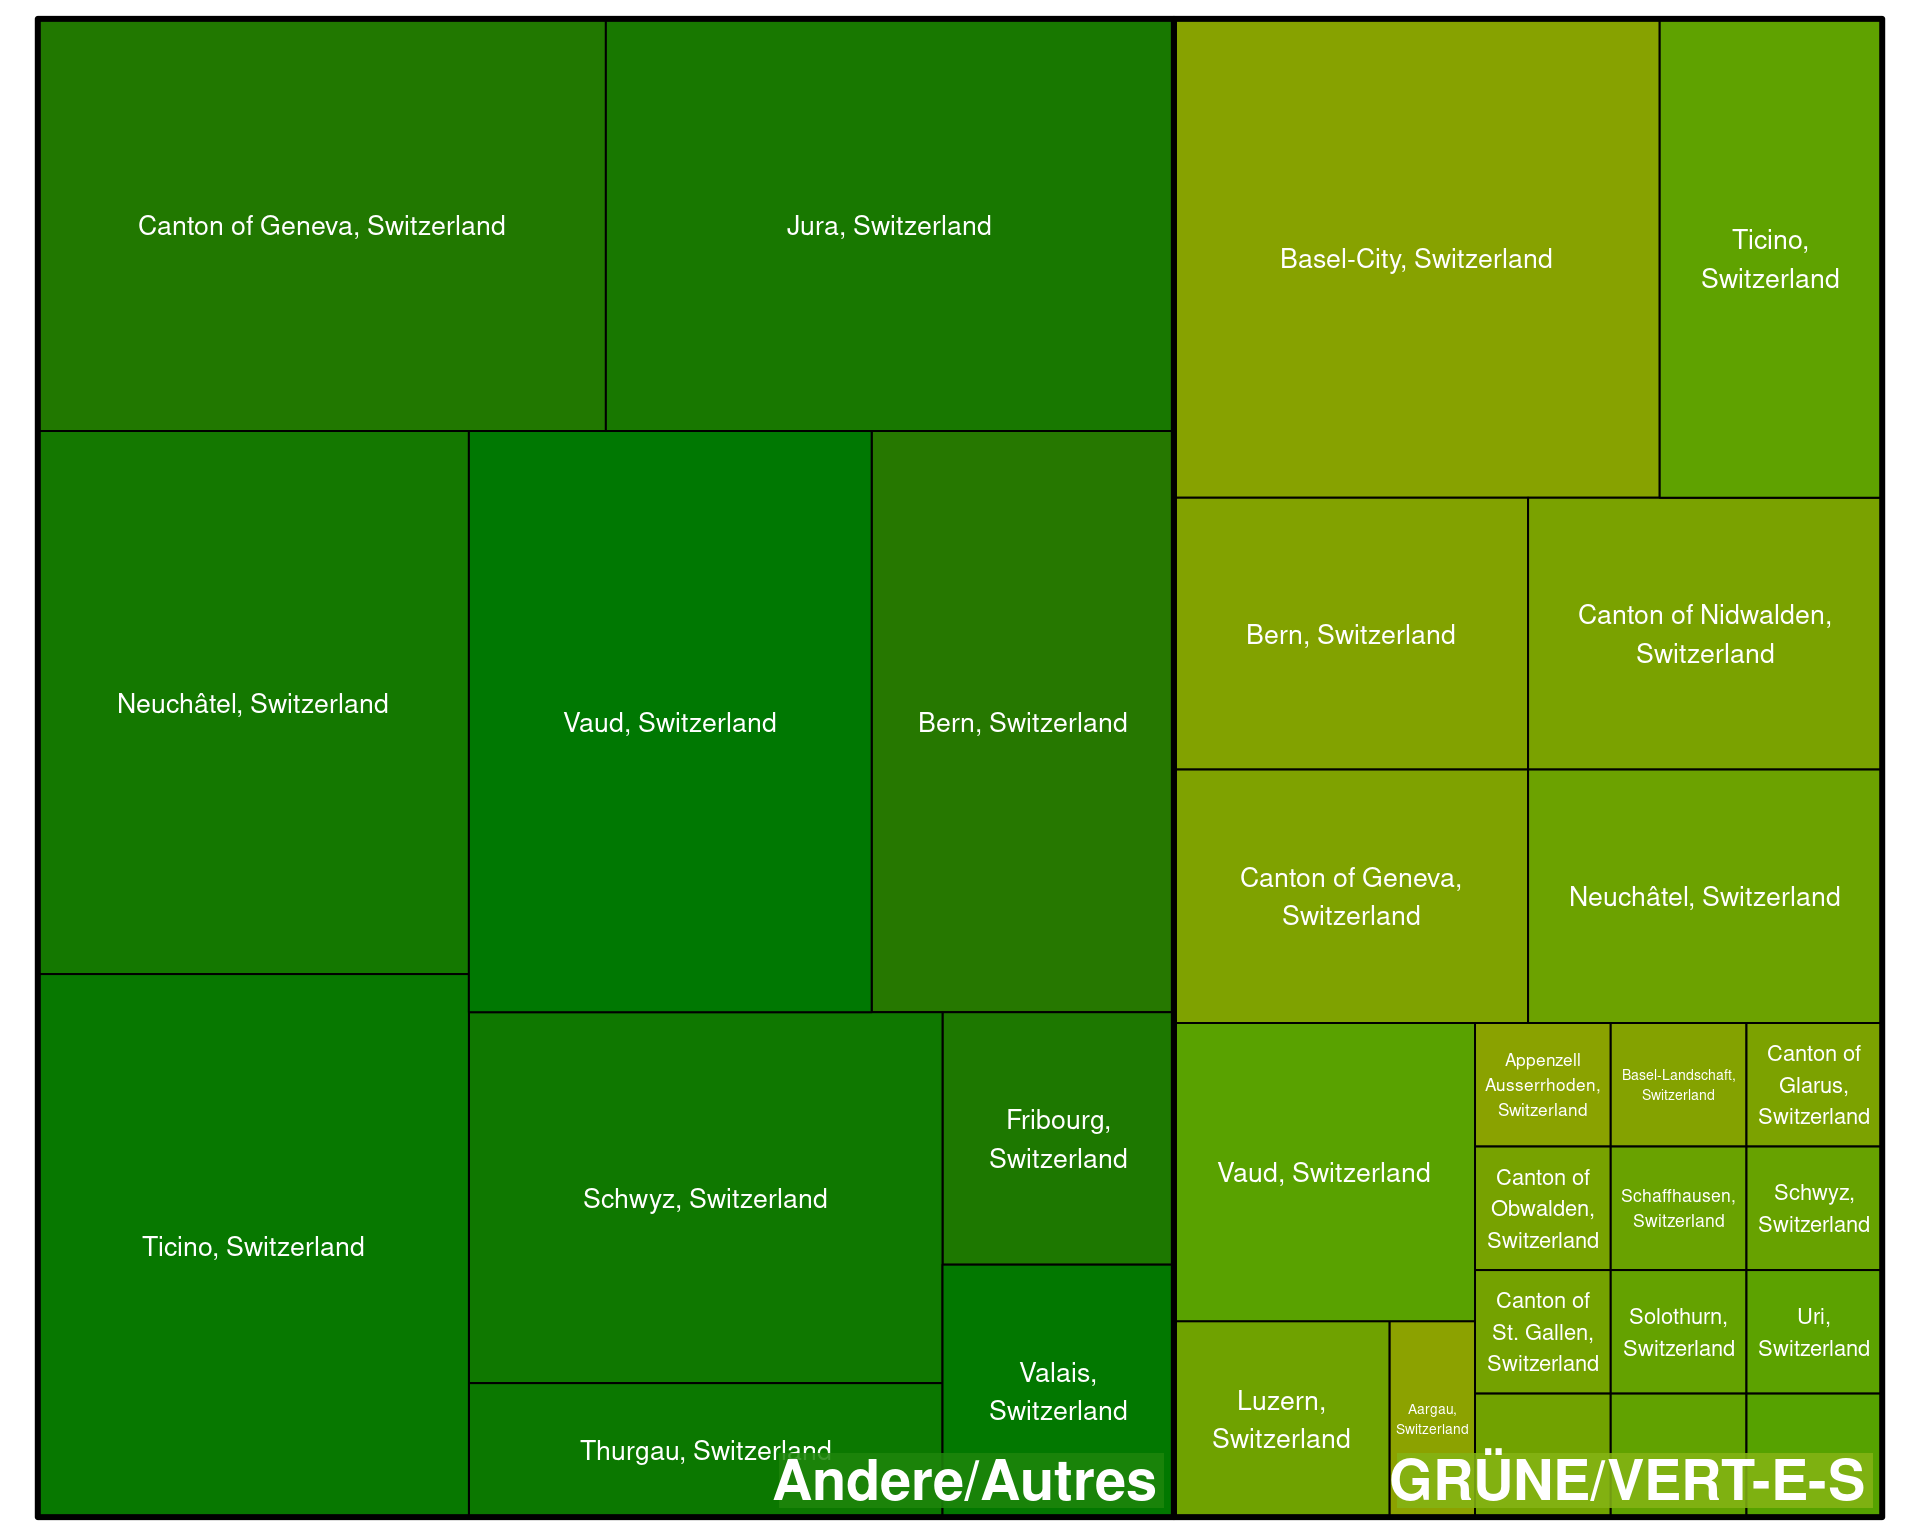 Canton of Geneva, Switzerland
Jura, Switzerland
Neuchâtel, Switzerland
Vaud, Switzerland
Bern, Switzerland
Ticino, Switzerland
Schwyz, Switzerland
Fribourg,
Switzerland
Valais,
Switzerland
Thurgau, Switzerland
Andere/Autres
Basel-City, Switzerland
Ticino,
Switzerland
Bern, Switzerland
Canton of Nidwalden,
Switzerland
Canton of Geneva,
Switzerland
Neuchâtel, Switzerland
Vaud, Switzerland
Appenzell
Ausserrhoden,
Switzerland
Basel-Landschaft,
Switzerland
Canton of
Glarus,
Switzerland
Canton of
Obwalden,
Switzerland
Schaffhausen,
Switzerland
Schwyz,
Switzerland
Canton of
St. Gallen,
Switzerland
Solothurn,
Switzerland
Uri,
Switzerland
Luzern,
Switzerland
Aargau,
Switzerland
GRÜNE/VERT-E-S